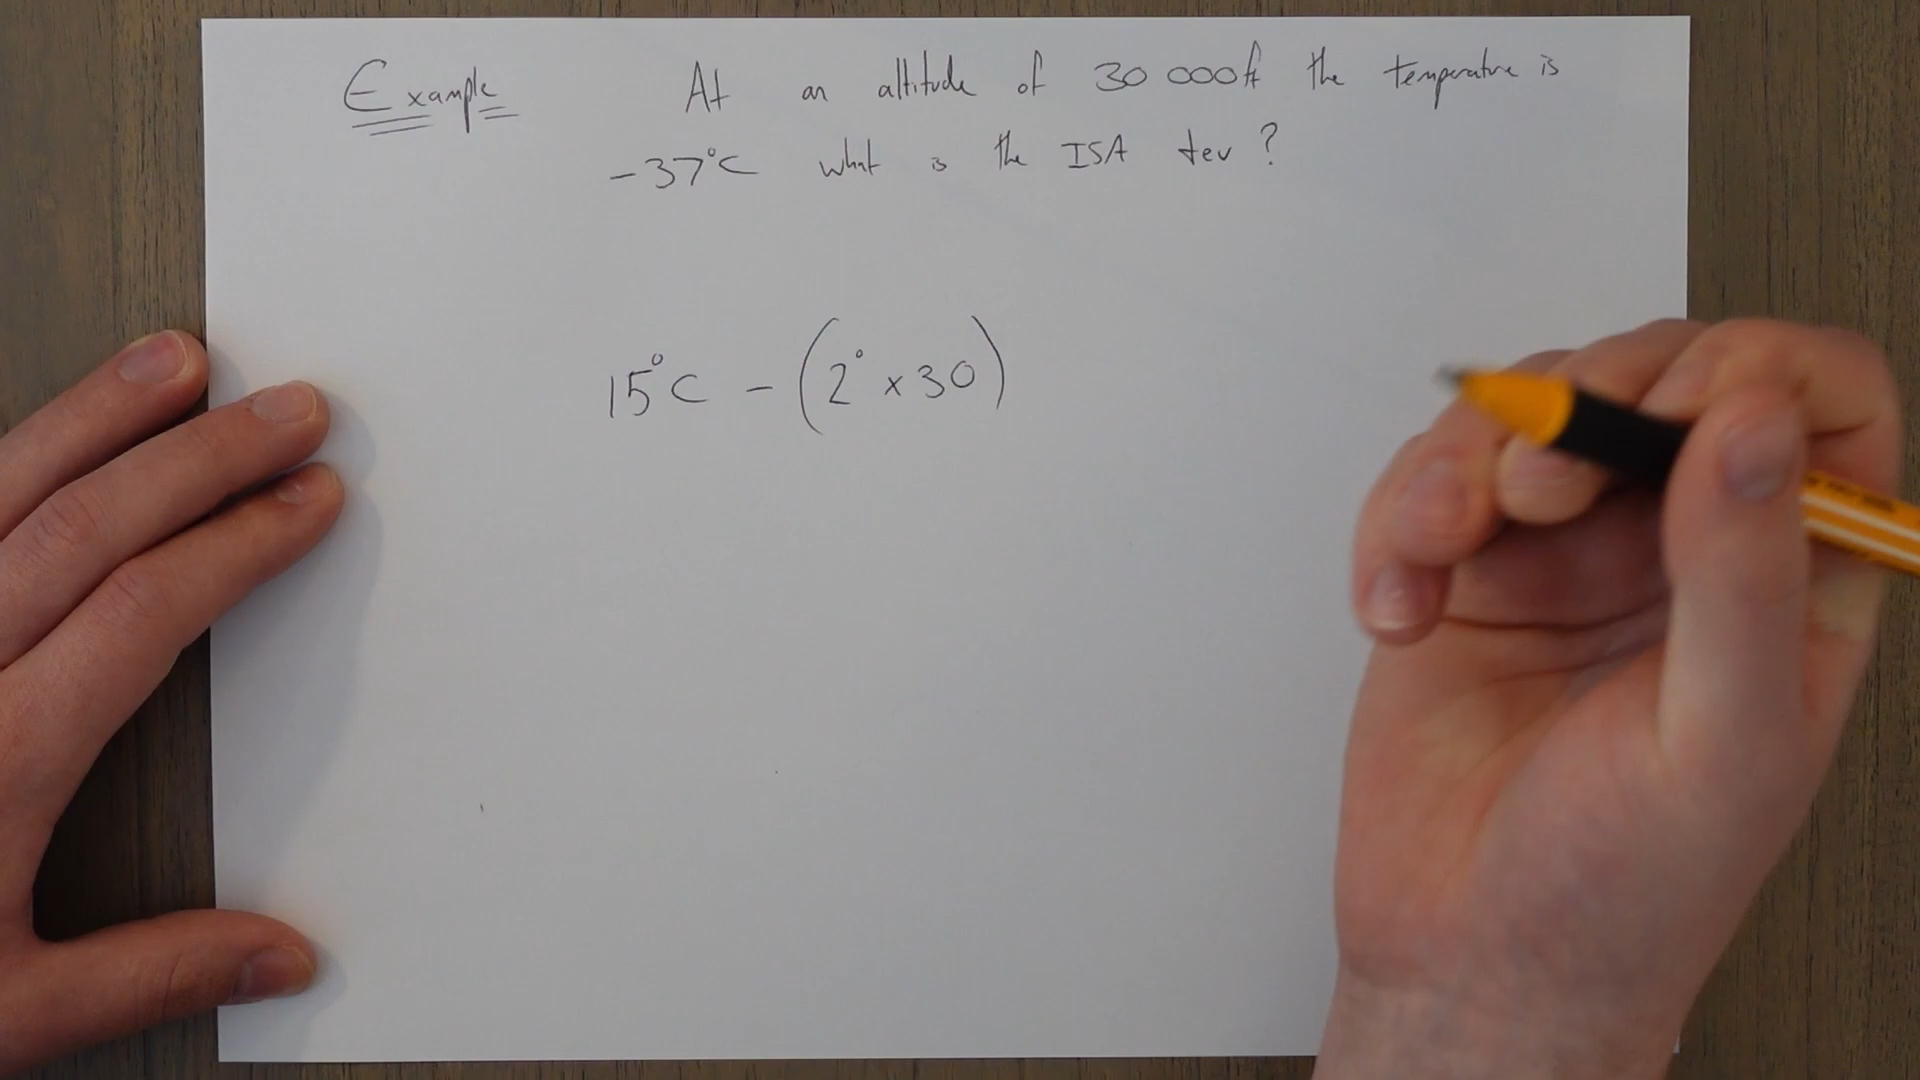 Example At an altitude of 30 000ft the temperature is
-37°C what is the ISA dev ?
15°C - (2° x 30)